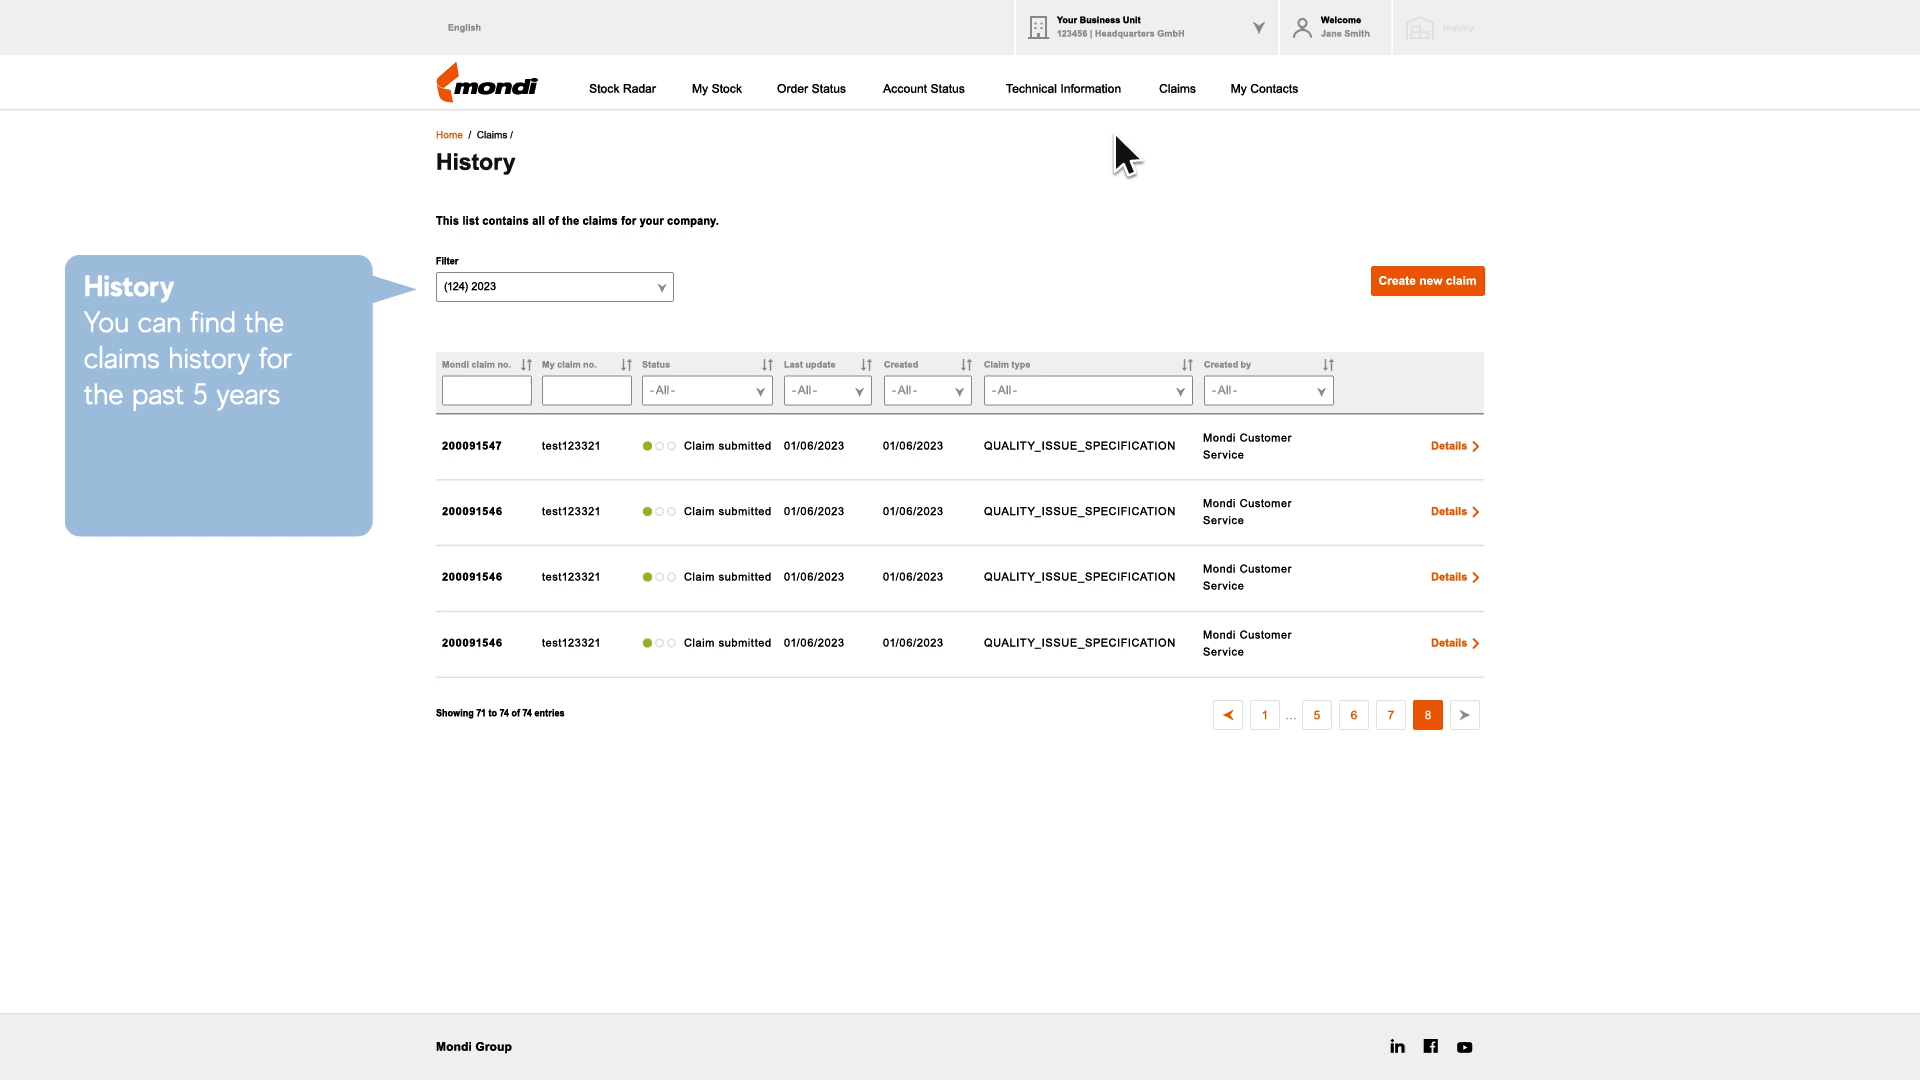 English
Your Business Unit
123456 | Headquarters GmbH
Welcome
Jane Smith
Inquiry
mondi
Stock Radar
My Stock
Order Status
Account Status
Technical Information
Claims
My Contacts
Home / Claims /
History
This list contains all of the claims for your company.
Filter
(124) 2023
Create new claim
History
You can find the
claims history for
the past 5 years
Mondi claim no.
My claim no.
Status
Last update
Created
Claim type
Created by
- All -
- All -
- All -
- All -
- All -
200091547 test123321 Claim submitted 01/06/2023 01/06/2023 QUALITY_ISSUE_SPECIFICATION Mondi Customer
Service
Details
200091546 test123321 Claim submitted 01/06/2023 01/06/2023 QUALITY_ISSUE_SPECIFICATION Mondi Customer
Service
Details
200091546 test123321 Claim submitted 01/06/2023 01/06/2023 QUALITY_ISSUE_SPECIFICATION Mondi Customer
Service
Details
200091546 test123321 Claim submitted 01/06/2023 01/06/2023 QUALITY_ISSUE_SPECIFICATION Mondi Customer
Service
Details
Showing 71 to 74 of 74 entries
1 ... 5 6 7 8
Mondi Group